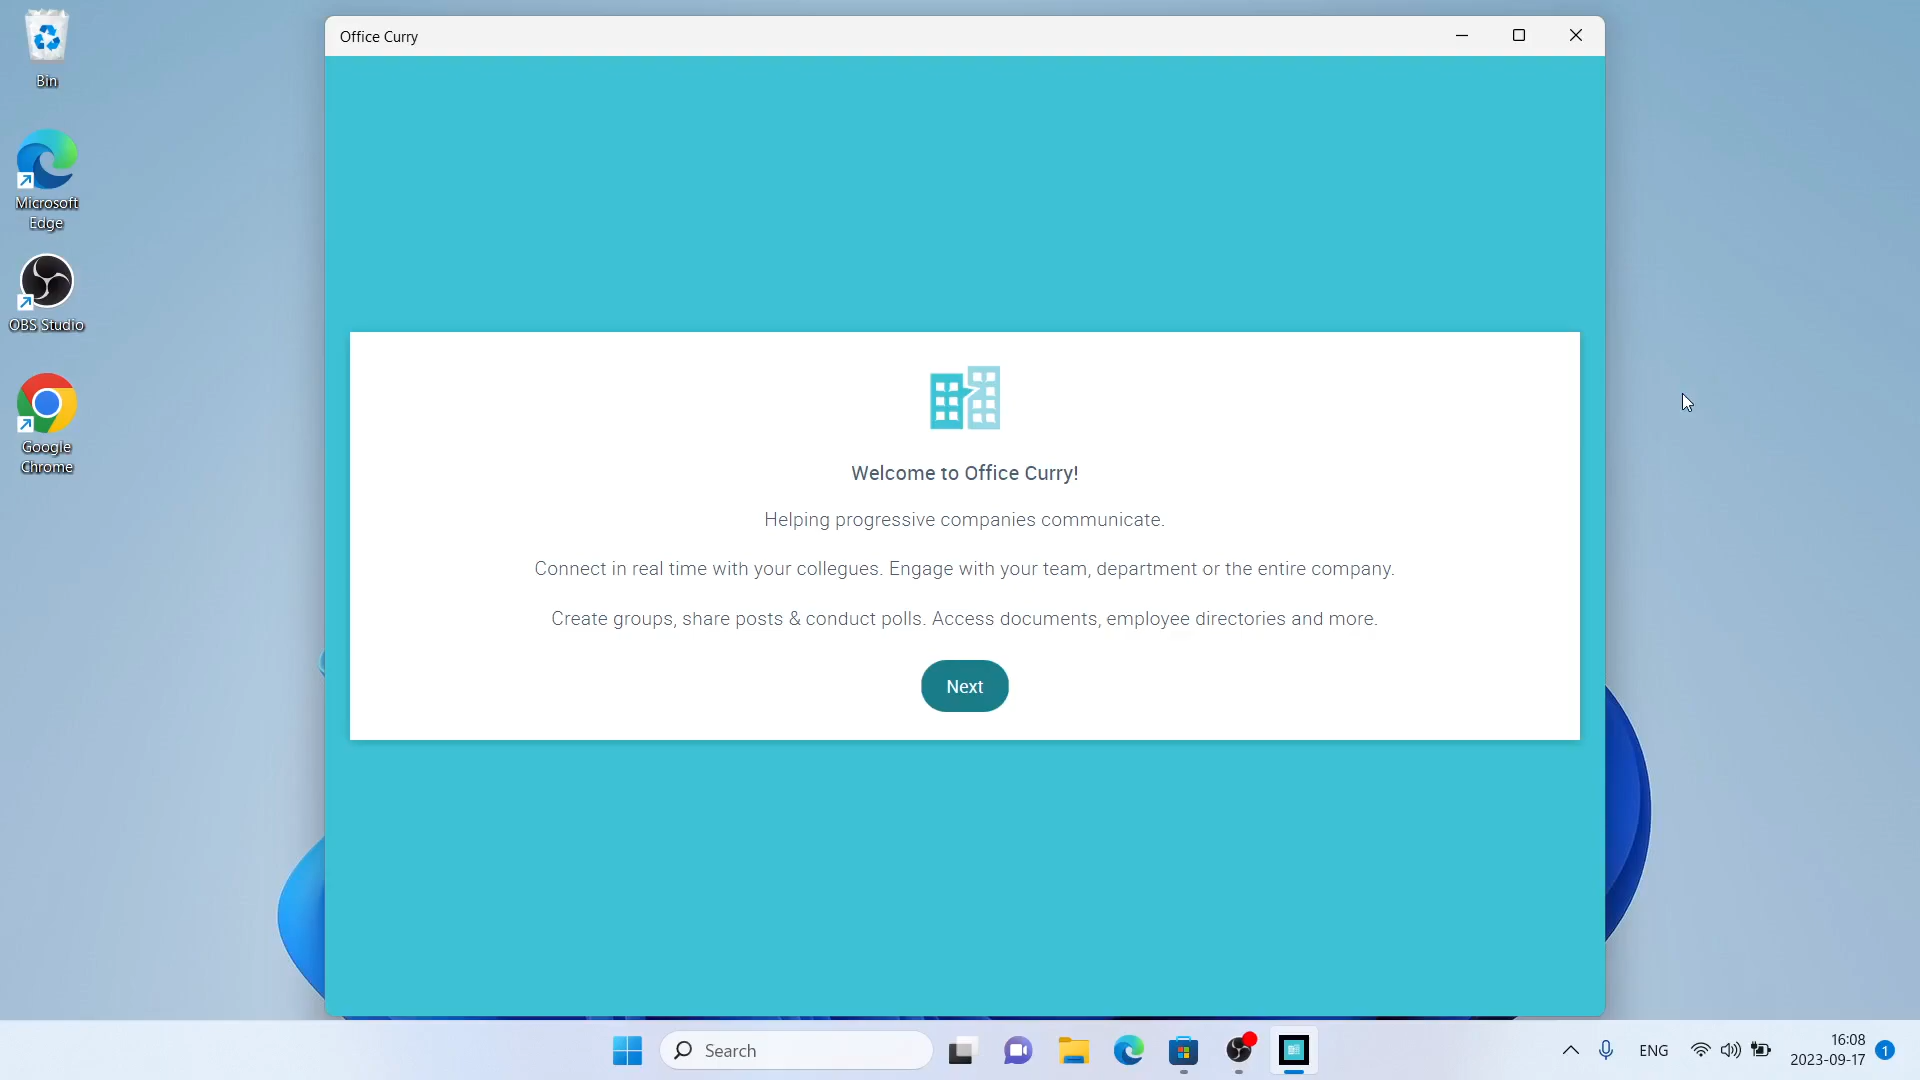 Office Curry
Bin
Microsoft
Edge
OBS Studio
Google
Chrome
Welcome to Office Curry!
Helping progressive companies communicate.
Connect in real time with your collegues. Engage with your team, department or the entire company.
Create groups, share posts & conduct polls. Access documents, employee directories and more.
Next
Search
ENG
16:08
2023-09-17
1